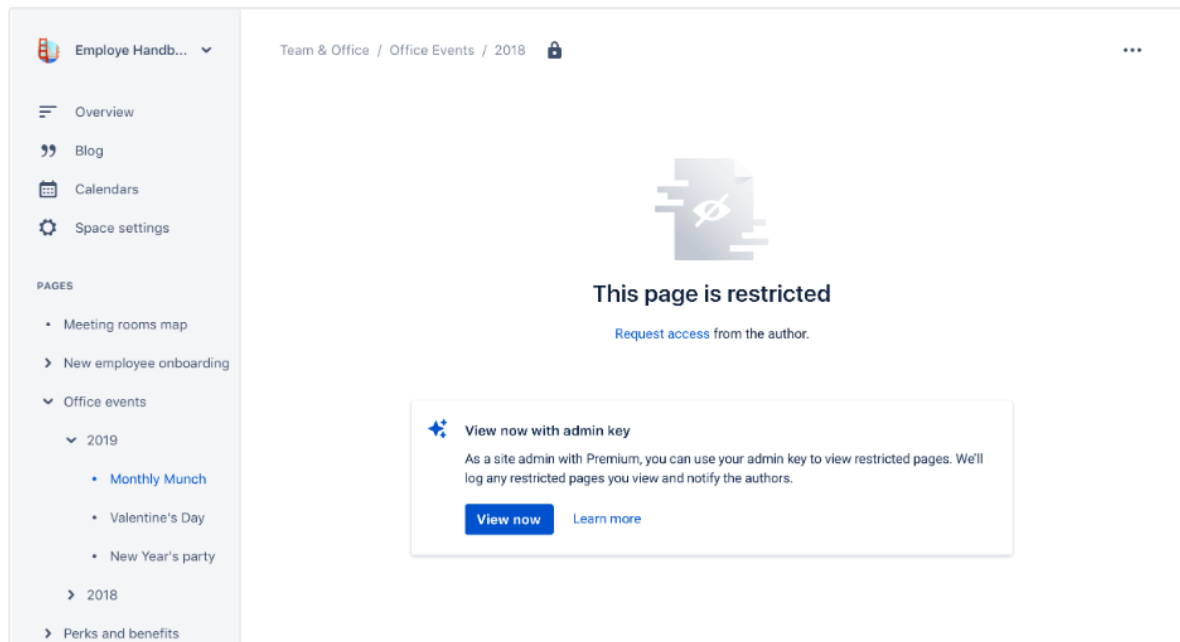 Employe Handb...
Team & Office / Office Events / 2018
Overview
Blog
Calendars
Space settings
PAGES
Meeting rooms map
New employee onboarding
Office events
2019
Monthly Munch
Valentine's Day
New Year's party
2018
Perks and benefits
This page is restricted
Request access from the author.
View now with admin key
As a site admin with Premium, you can use your admin key to view restricted pages. We'll
log any restricted pages you view and notify the authors.
View now Learn more